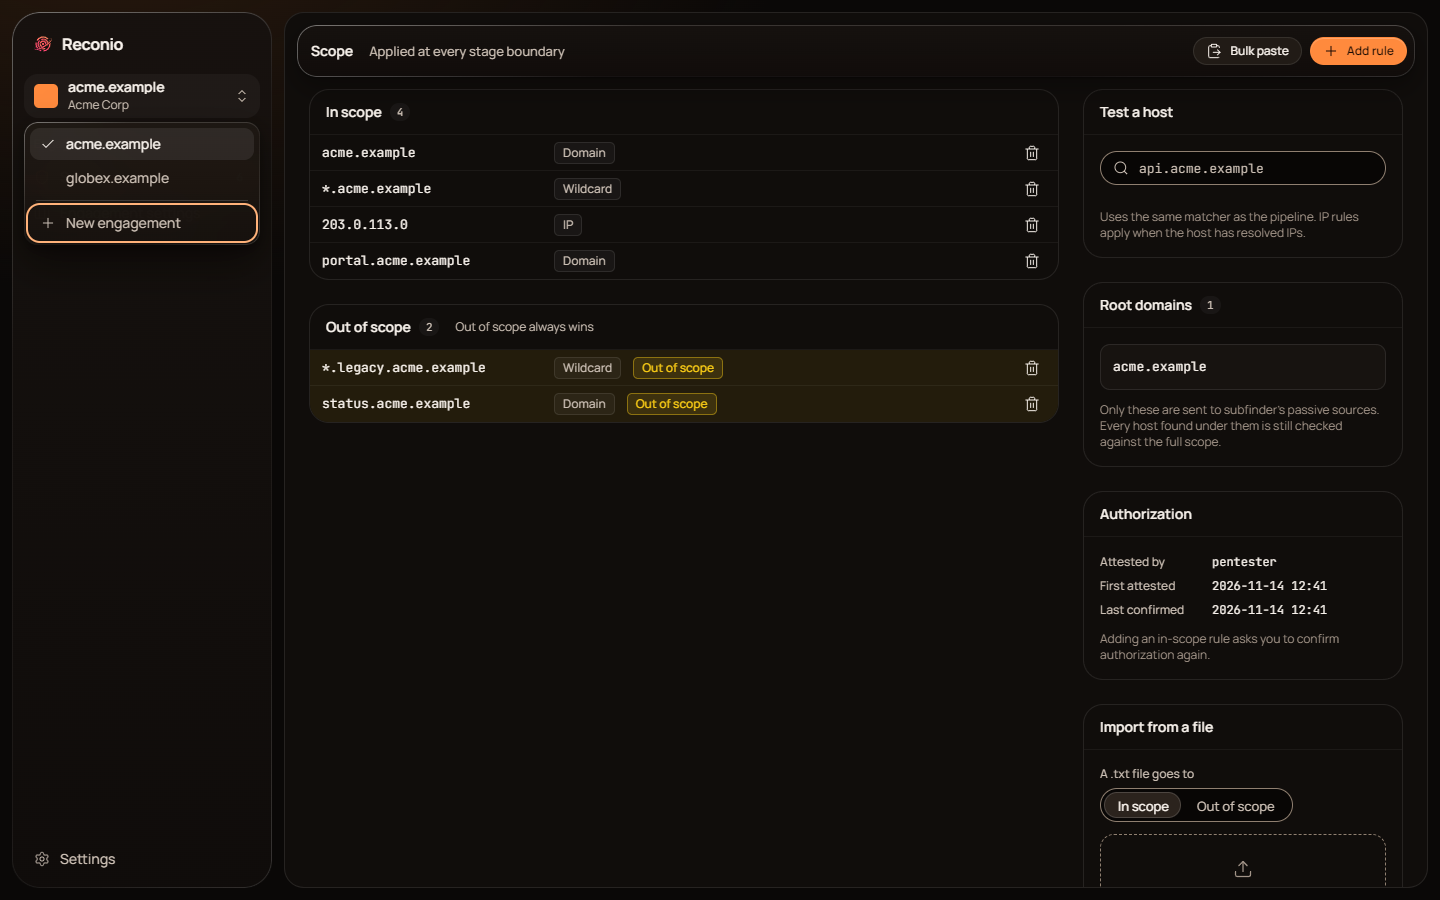 Reconio
acme.example
Acme Corp
acme.example
globex.example
New engagement
Settings
Scope Applied at every stage boundary
Bulk paste
Add rule
In scope 4
acme.example Domain
*.acme.example Wildcard
203.0.113.0 IP
portal.acme.example Domain
Out of scope 2 Out of scope always wins
*.legacy.acme.example Wildcard Out of scope
status.acme.example Domain Out of scope
Test a host
api.acme.example
Uses the same matcher as the pipeline. IP rules
apply when the host has resolved IPs.
Root domains 1
acme.example
Only these are sent to subfinder's passive sources.
Every host found under them is still checked
against the full scope.
Authorization
Attested by pentester
First attested 2026-11-14 12:41
Last confirmed 2026-11-14 12:41
Adding an in-scope rule asks you to confirm
authorization again.
Import from a file
A .txt file goes to
In scope Out of scope